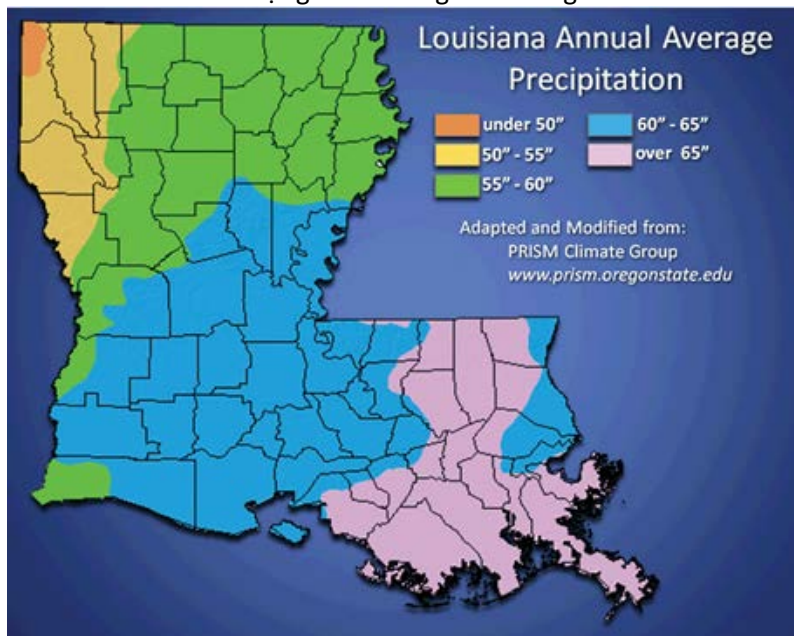 Louisiana Annual Average
Precipitation
under 50”
60” - 65”
50” - 55”
over 65”
55” - 60”
Adapted and Modified from:
PRISM Climate Group
www.prism.oregonstate.edu